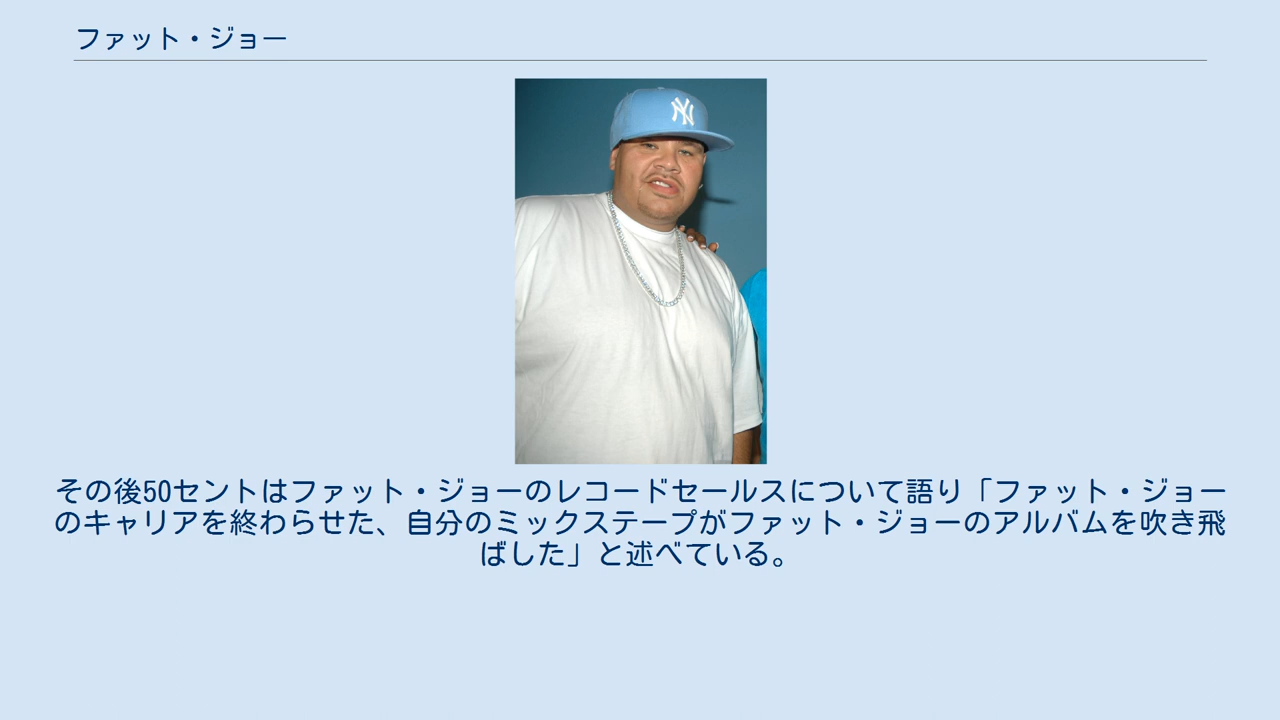 ファット・ジョー
NY
その後50セントはファット・ジョーのレコードセールスについて語り「ファット・ジョー
のキャリアを終わらせた、自分のミックステープがファット・ジョーのアルバムを吹き飛
ばした」と述べている。